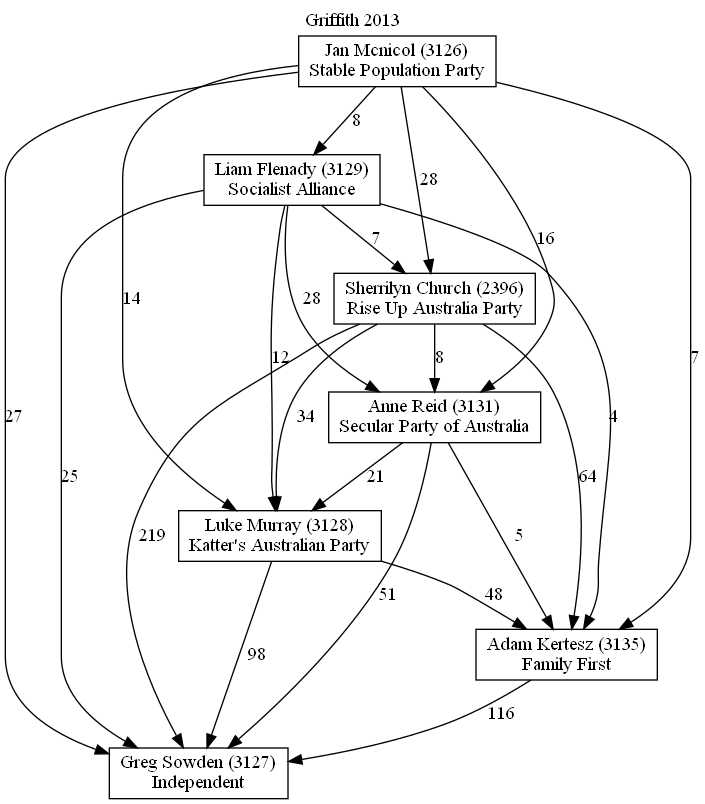 Griffith 2013
Jan Mcnicol (3126)
Stable Population Party
8
Liam Flenady (3129)
Socialist Alliance
28
7
16
Sherrilyn Church (2396)
Rise Up Australia Party
14
28
12
8
7
Anne Reid (3131)
Secular Party of Australia
27
34
4
25
21
64
Luke Murray (3128)
Katter's Australian Party
219
5
51
48
Adam Kertesz (3135)
Family First
98
116
Greg Sowden (3127)
Independent